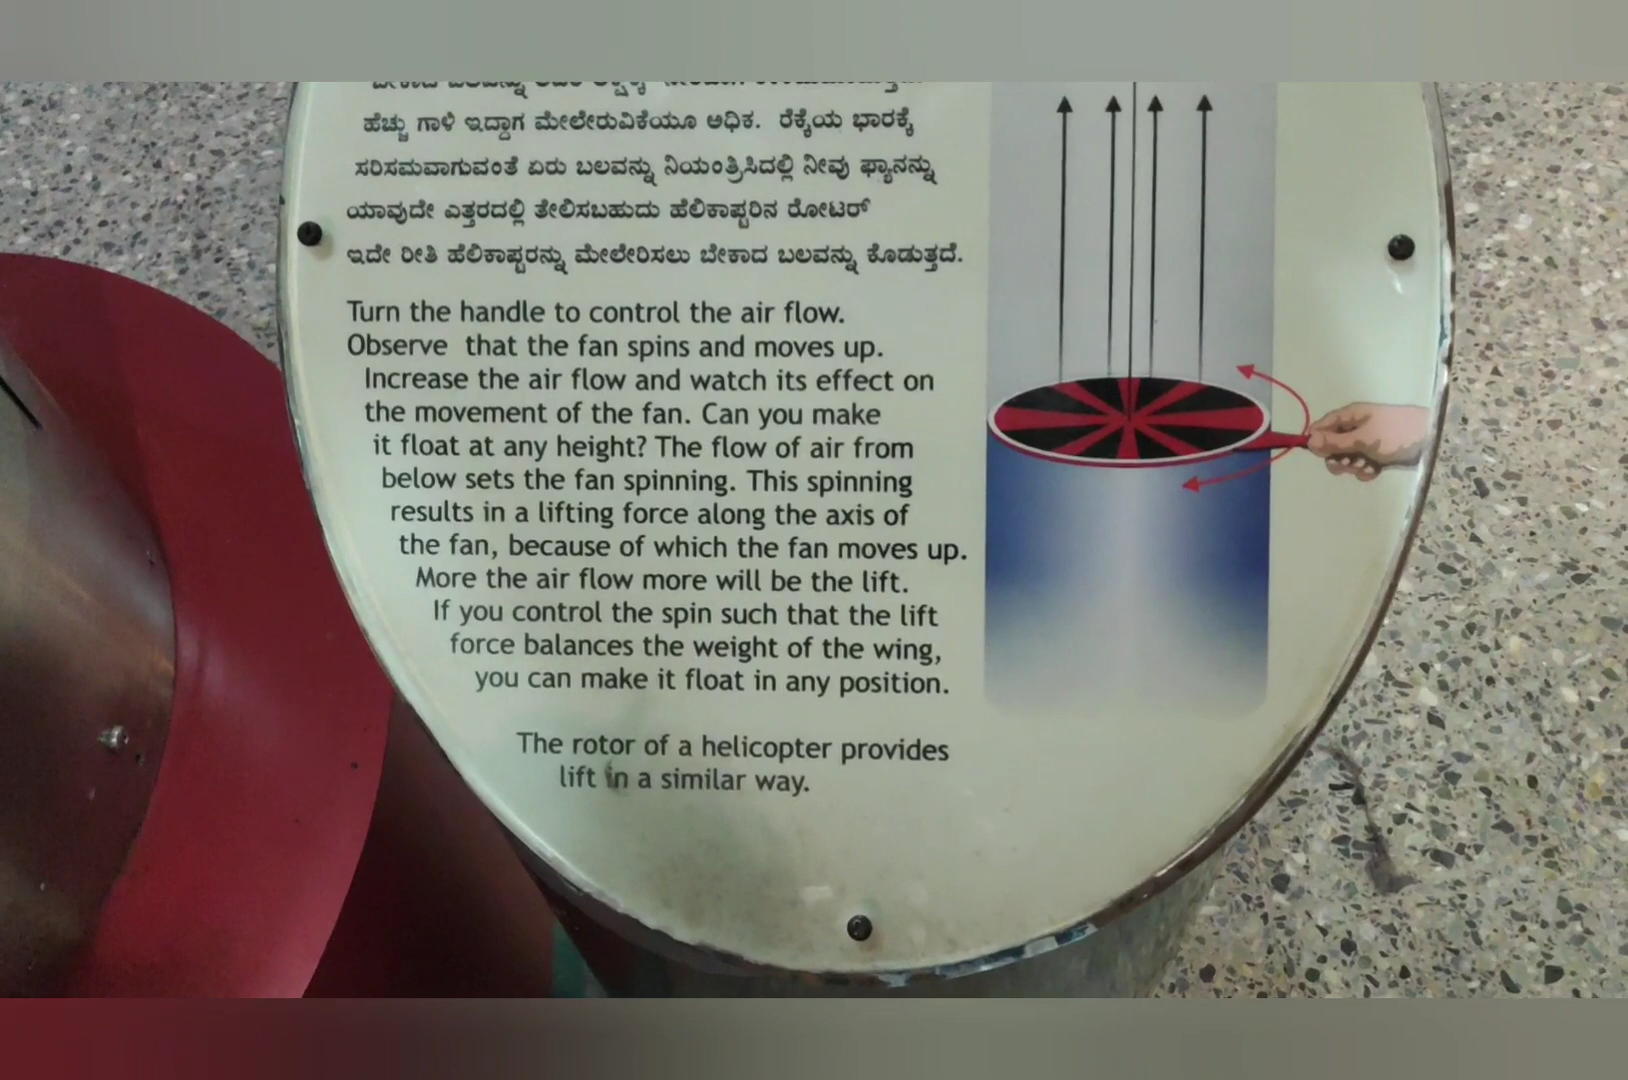 ಹೆಚ್ಚು ಗಾಳಿ ಇದ್ದಾಗ ಮೇಲೇರುವಿಕೆಯೂ ಅಧಿಕ. ರೆಕ್ಕೆಯ ಭಾರಕ್ಕೆ
ಸರಿಸಮವಾಗುವಂತೆ ಏರು ಬಲವನ್ನು ನಿಯಂತ್ರಿಸಿದಲ್ಲಿ ನೀವು ಫ್ಯಾನನ್ನು
ಯಾವುದೇ ಎತ್ತರದಲ್ಲಿ ತೇಲಿಸಬಹುದು ಹೆಲಿಕಾಪ್ಟರಿನ ರೋಟರ್
ಇದೇ ರೀತಿ ಹೆಲಿಕಾಪ್ಟರನ್ನು ಮೇಲೇರಿಸಲು ಬೇಕಾದ ಬಲವನ್ನು ಕೊಡುತ್ತದೆ.
Turn the handle to control the air flow.
Observe that the fan spins and moves up.
Increase the air flow and watch its effect on
the movement of the fan. Can you make
it float at any height? The flow of air from
below sets the fan spinning. This spinning
results in a lifting force along the axis of
the fan, because of which the fan moves up.
More the air flow more will be the lift.
If you control the spin such that the lift
force balances the weight of the wing,
you can make it float in any position.
The rotor of a helicopter provides
lift in a similar way.